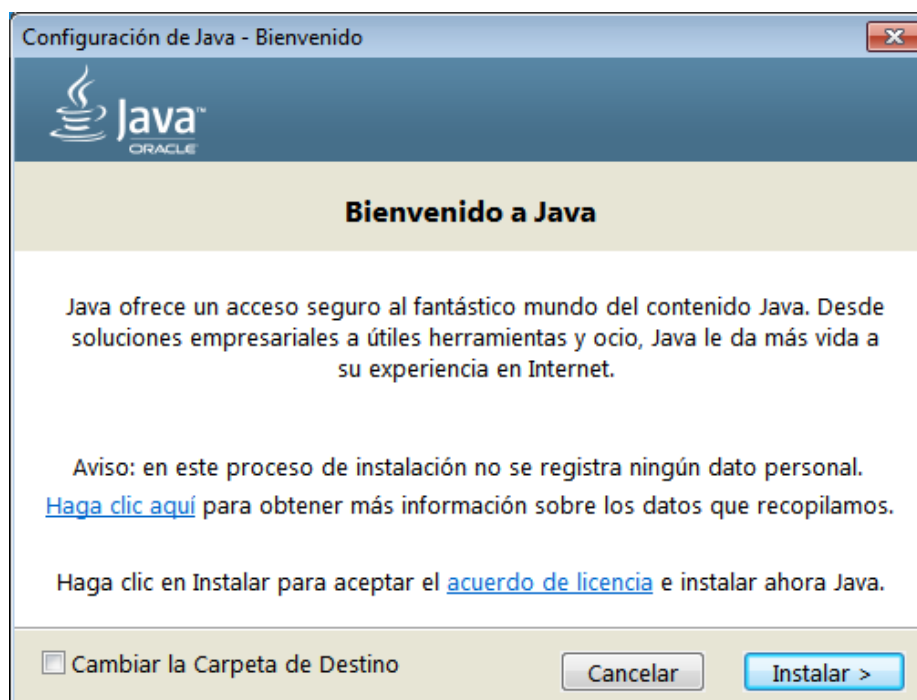 Configuración de Java - Bienvenido
Java™
ORACLE
Bienvenido a Java
Java ofrece un acceso seguro al fantástico mundo del contenido Java. Desde
soluciones empresariales a útiles herramientas y ocio, Java le da más vida a
su experiencia en Internet.
Aviso: en este proceso de instalación no se registra ningún dato personal.
Haga clic aquí para obtener más información sobre los datos que recopilamos.
Haga clic en Instalar para aceptar el acuerdo de licencia e instalar ahora Java.
Cambiar la Carpeta de Destino
Cancelar
Instalar >